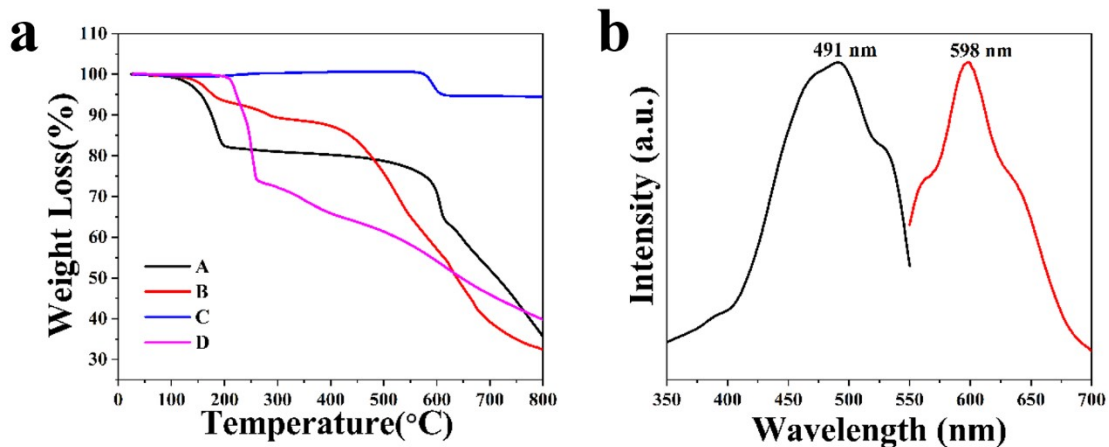 a
Weight Loss(%)
110
100
90
80
70
60
50
40
30
A
B
C
D
0 100 200 300 400 500 600 700 800
Temperature(°C)
b
Intensity (a.u.)
491 nm 598 nm
350 400 450 500 550 600 650 700
Wavelength (nm)